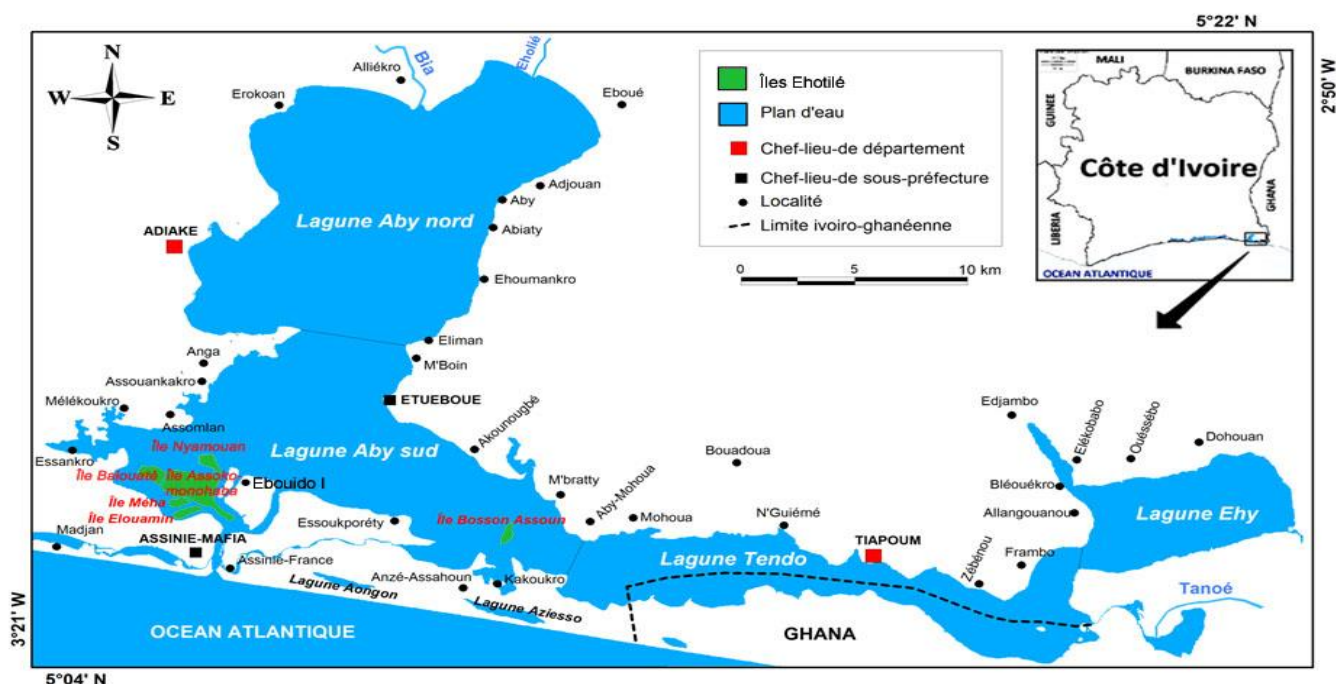 5°22' N
2°50' W
N
W
E
S
Alliékro
Bia
Eholié
Erokoan
Eboué
Îles Ehotilé
Plan d'eau
Chef-lieu-de département
Chef-lieu-de sous-préfecture
Localité
Limite ivoiro-ghanéenne
MALI
BURKINA FASO
GUINEE
Côte d'Ivoire
GHANA
LIBERIA
OCEAN ATLANTIQUE
0 5 10 km
Adjouan
Aby
Lagune Aby nord
Abiaty
ADIAKE
Ehoumankro
Eliman
M'Boin
Anga
Assouankakro
ETUEBOUE
Mélékoukro
Assomlan
Akounougbé
Edjambo
Elékobabo
Ouéssébo
Dohouan
Île Nyamouan
Lagune Aby sud
Essankro
Bouadoua
Île Balouaté
Île Assoko-
monobaha
Ebouido I
M'bratty
Bléouékro
Île Méha
Île Elouamin
Essoukporéty
Île Bosson Assoun
Aby-Mohoua
Mohoua
N'Guiémé
Allangouanou
Lagune Ehy
Madjan
ASSINIE-MAFIA
Assinie-France
Lagune Tendo
TIAPOUM
Zébénou
Frambo
Lagune Aongon
Anzé-Assahoun
Kakoukro
Lagune Aziesso
Tanoé
OCEAN ATLANTIQUE
GHANA
3°21' W
5°04' N